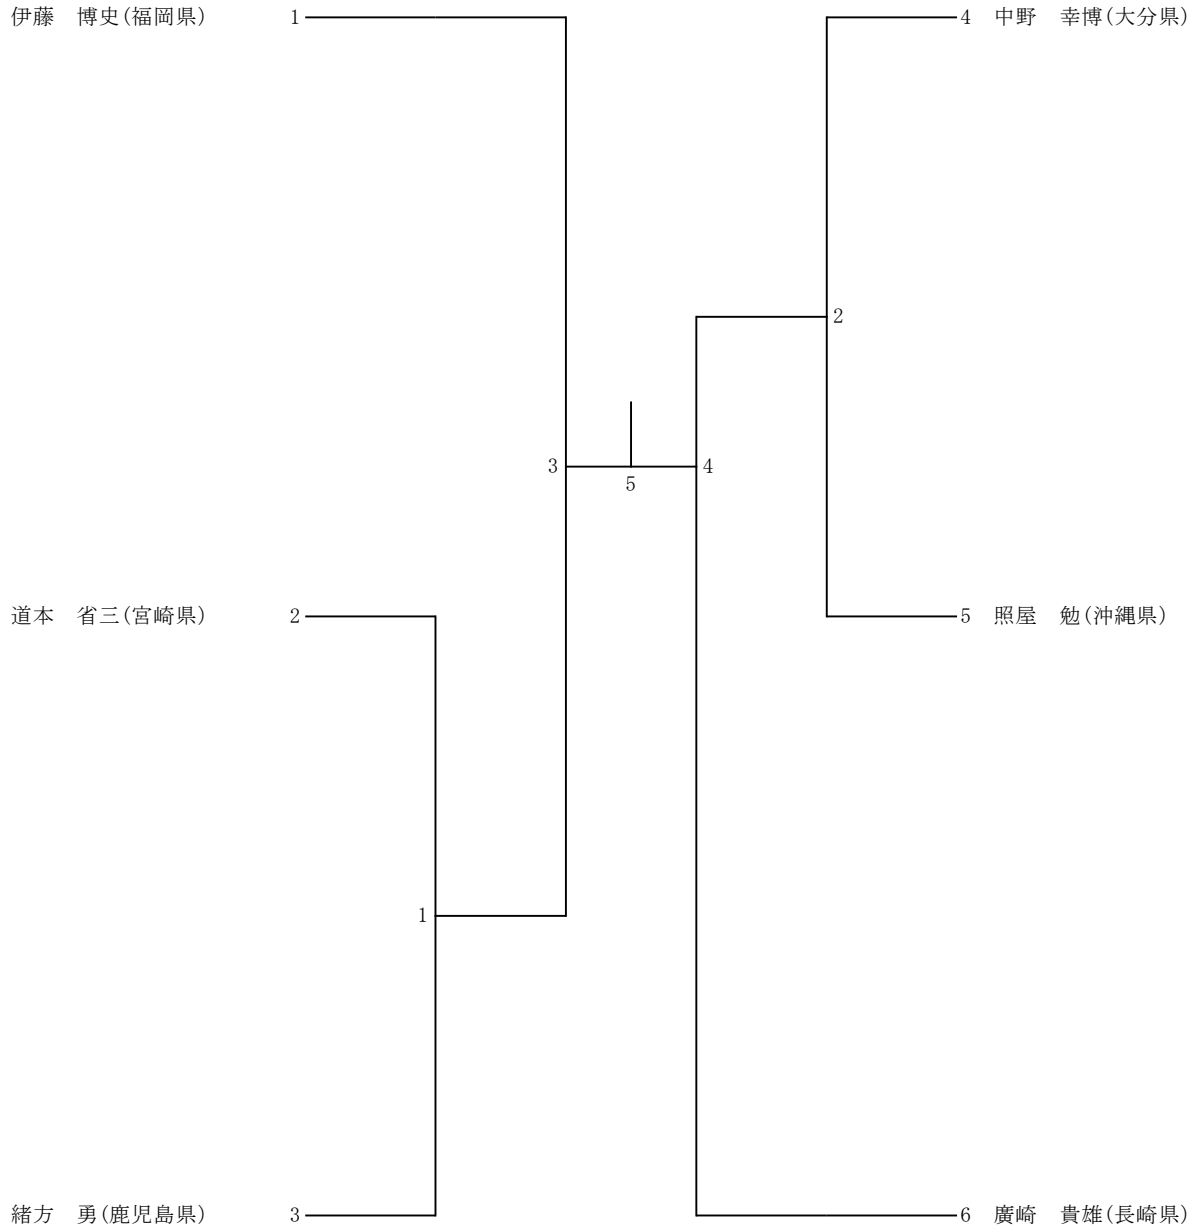 伊藤　博史(福岡県)　1
4　中野　幸博(大分県)
2
3
4
5
道本　省三(宮崎県)　2
5　照屋　勉(沖縄県)
1
緒方　勇(鹿児島県)　3
6　廣崎　貴雄(長崎県)